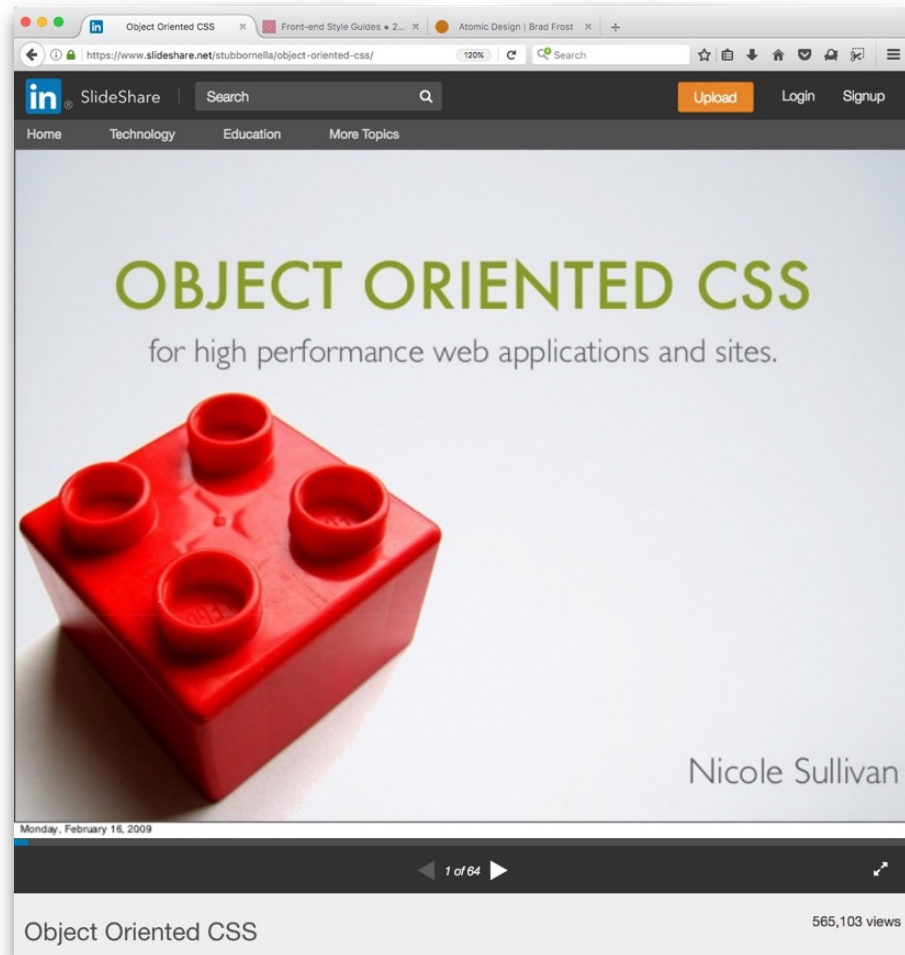 in Object Oriented CSS × Front-end Style Guides • 2... × Atomic Design | Brad Frost × +
https://www.slideshare.net/stubbornella/object-oriented-css/ 120% Search
in ® SlideShare Search Upload Login Signup
Home Technology Education More Topics
OBJECT ORIENTED CSS
for high performance web applications and sites.
Nicole Sullivan
Monday, February 16, 2009
1 of 64
Object Oriented CSS 565,103 views